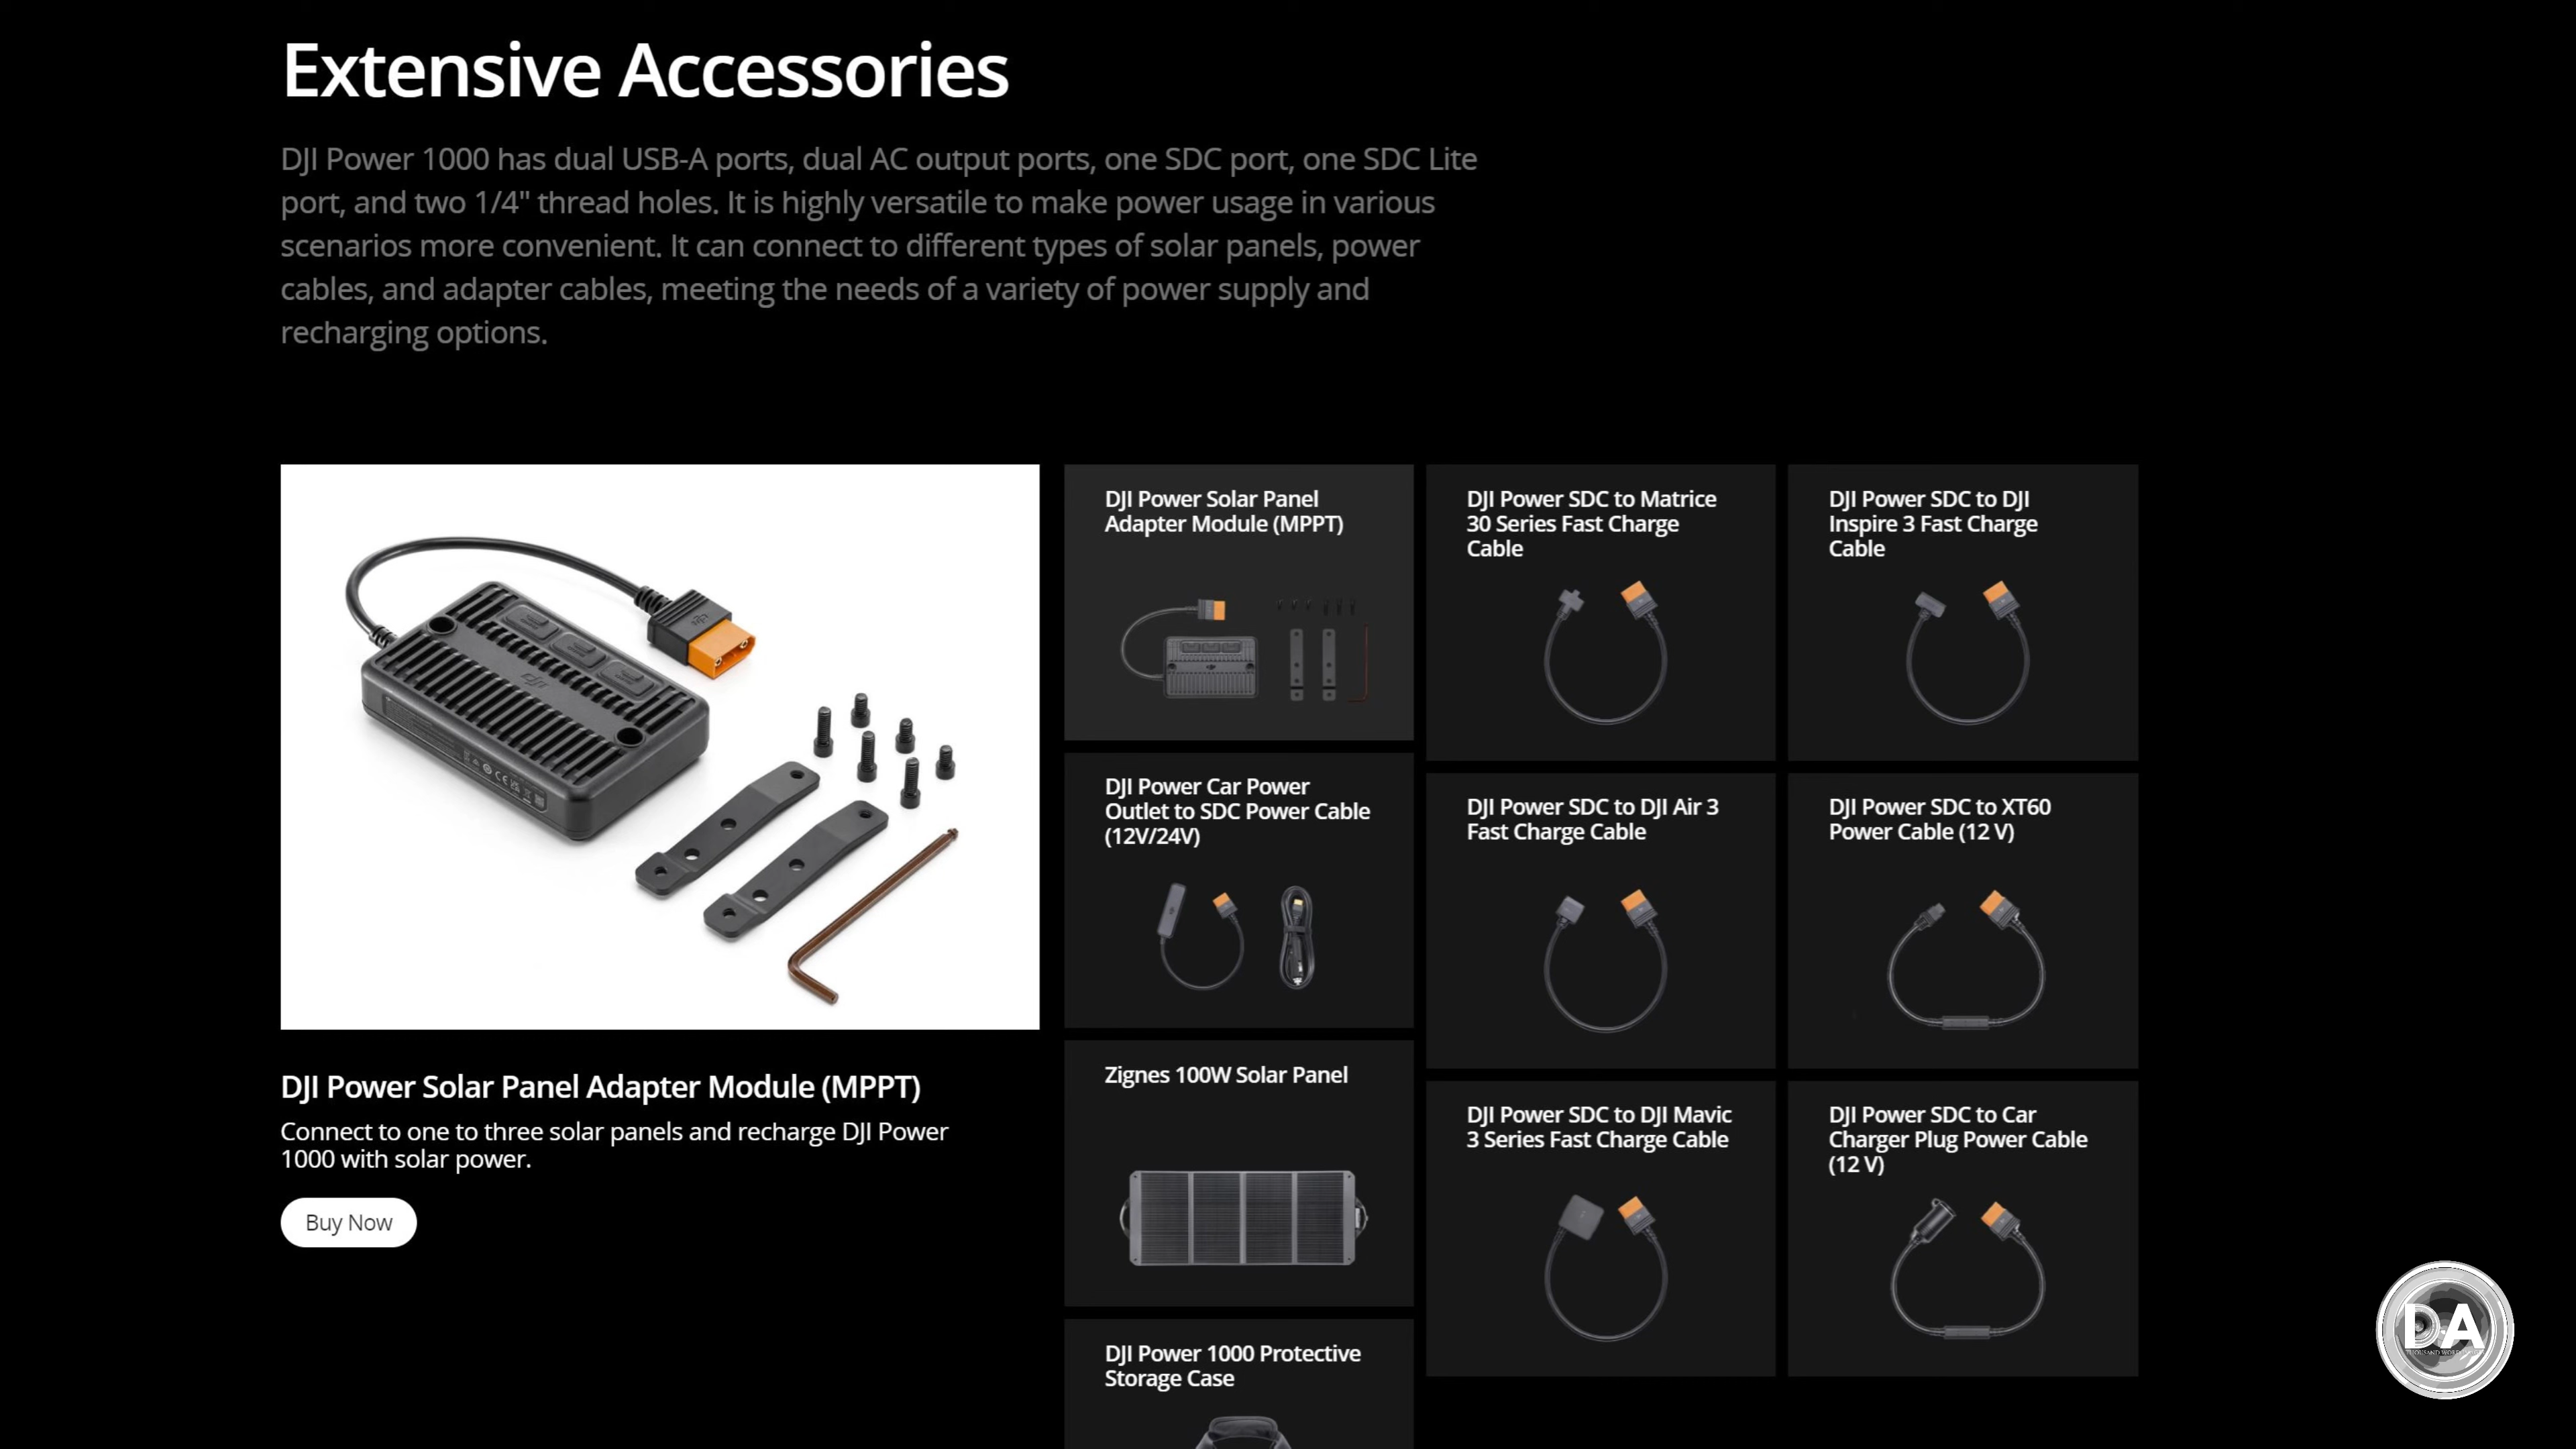 Extensive Accessories
DJI Power 1000 has dual USB-A ports, dual AC output ports, one SDC port, one SDC Lite
port, and two 1/4" thread holes. It is highly versatile to make power usage in various
scenarios more convenient. It can connect to different types of solar panels, power
cables, and adapter cables, meeting the needs of a variety of power supply and
recharging options.
DJI Power Solar Panel Adapter Module (MPPT)
Connect to one to three solar panels and recharge DJI Power
1000 with solar power.
Buy Now
DJI Power Solar Panel
Adapter Module (MPPT)
DJI Power Car Power
Outlet to SDC Power Cable
(12V/24V)
Zignes 100W Solar Panel
DJI Power 1000 Protective
Storage Case
DJI Power SDC to Matrice
30 Series Fast Charge
Cable
DJI Power SDC to DJI Air 3
Fast Charge Cable
DJI Power SDC to DJI Mavic
3 Series Fast Charge Cable
DJI Power SDC to DJI
Inspire 3 Fast Charge
Cable
DJI Power SDC to XT60
Power Cable (12 V)
DJI Power SDC to Car
Charger Plug Power Cable
(12 V)
DA